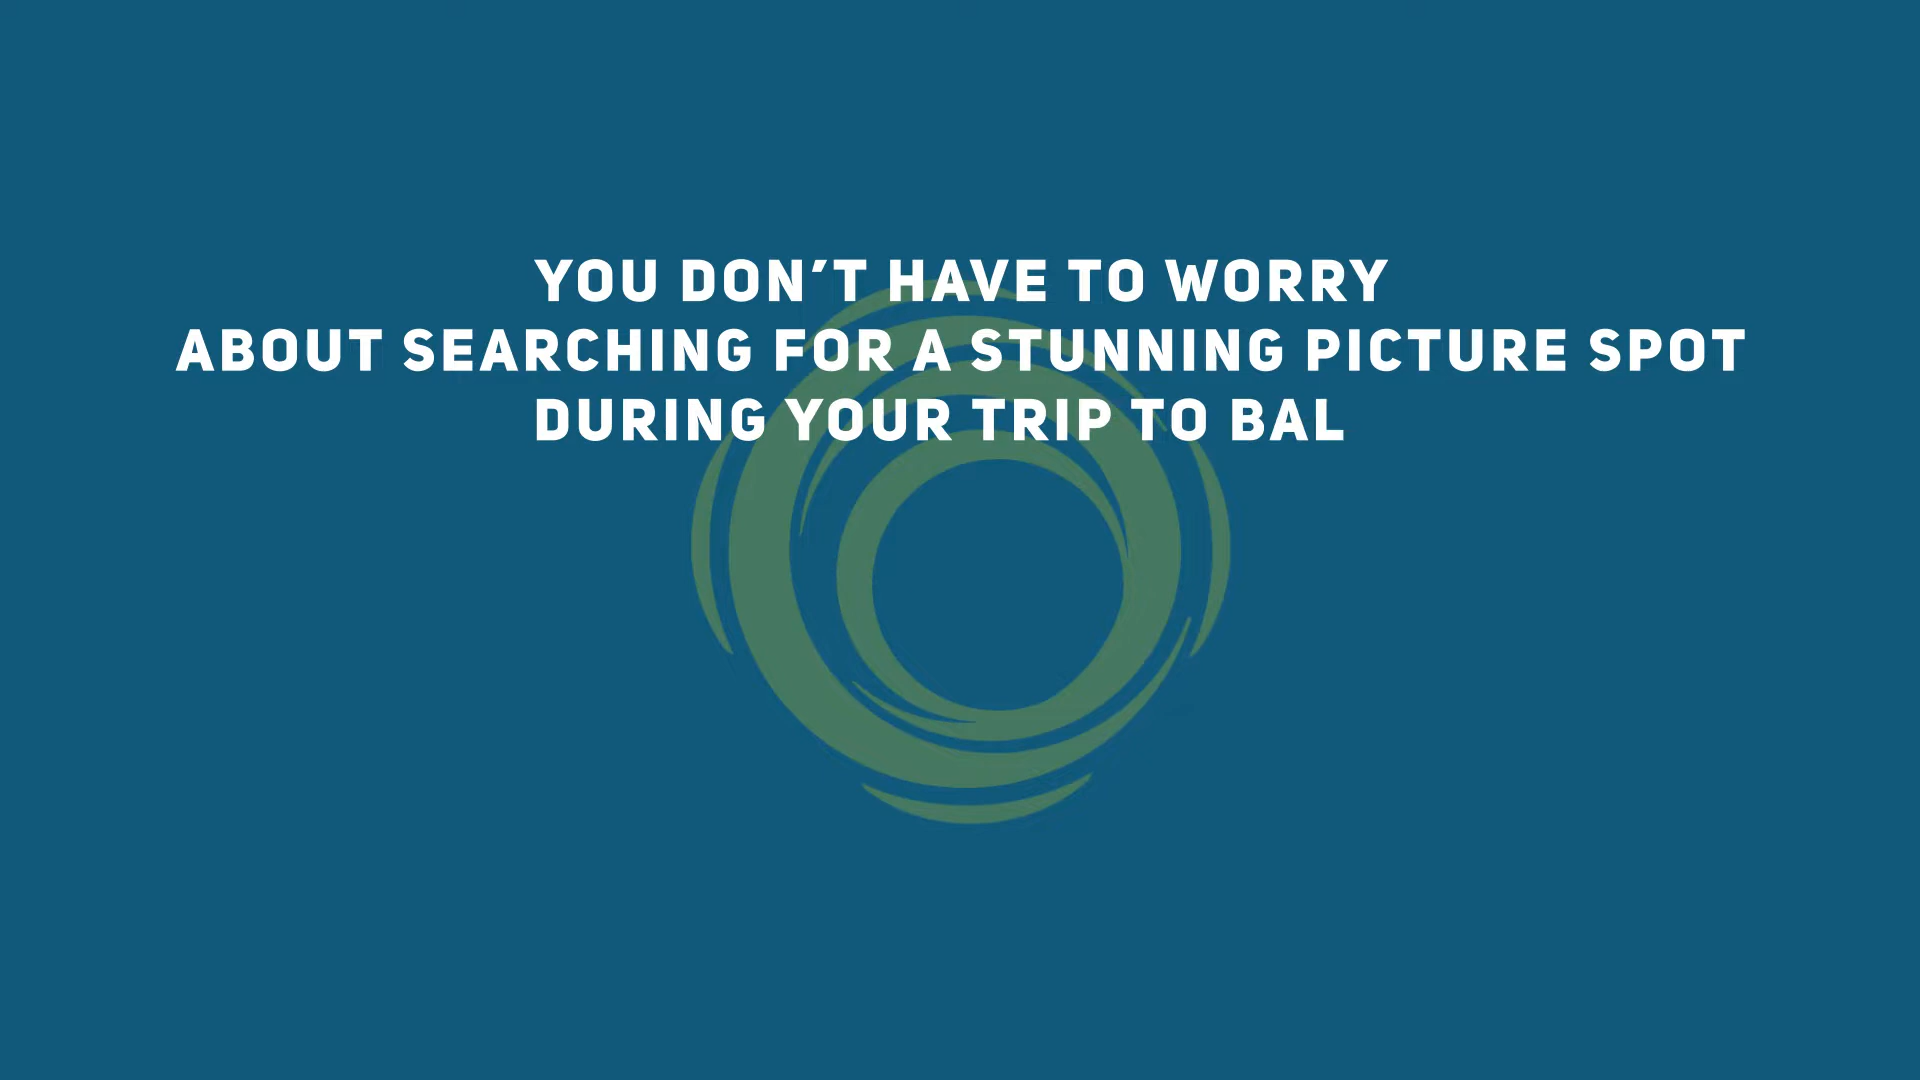 YOU DON’T HAVE TO WORRY
ABOUT SEARCHING FOR A STUNNING PICTURE SPOT
DURING YOUR TRIP TO BAL